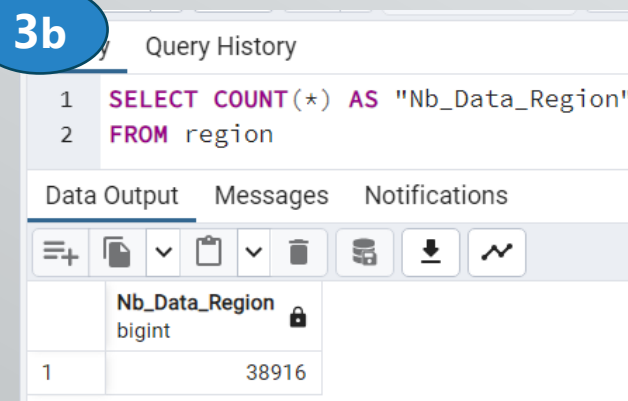 3b
y Query History
1 SELECT COUNT(*) AS "Nb_Data_Region"
2 FROM region
Data Output Messages Notifications
Nb_Data_Region
bigint
1 38916